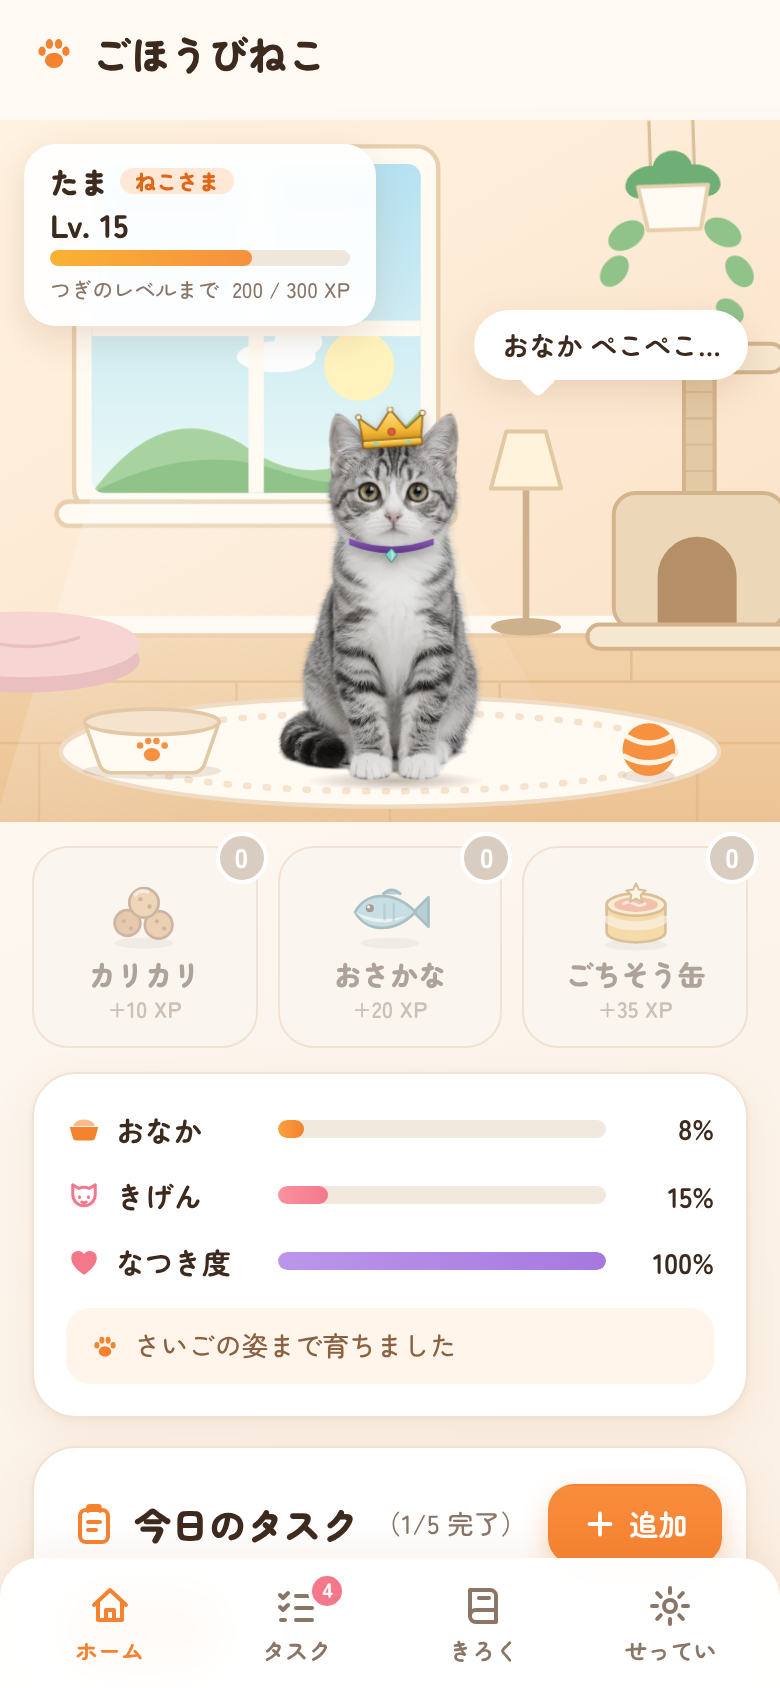 ごほうびねこ
たま ねこさま
Lv. 15
つぎのレベルまで 200 / 300 XP
おなか ぺこぺこ…
0
0
0
カリカリ
+10 XP
おさかな
+20 XP
ごちそう缶
+35 XP
おなか 8%
きげん 15%
なつき度 100%
さいごの姿まで育ちました
今日のタスク （1/5 完了） ＋ 追加
4
ホーム
タスク
きろく
せってい